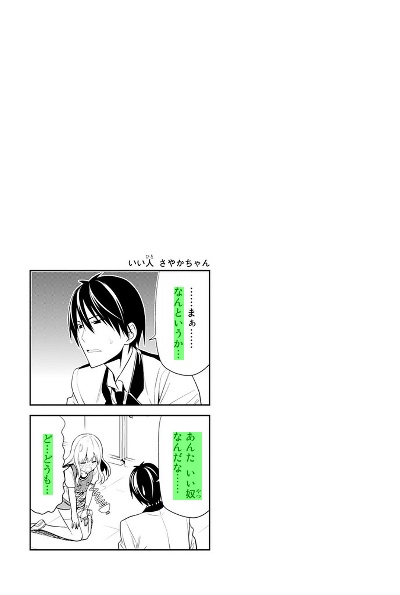 いい人 さやかちゃん
……まぁ……
なんというか…
あんた いい奴
なんだな……
ど…どうも…